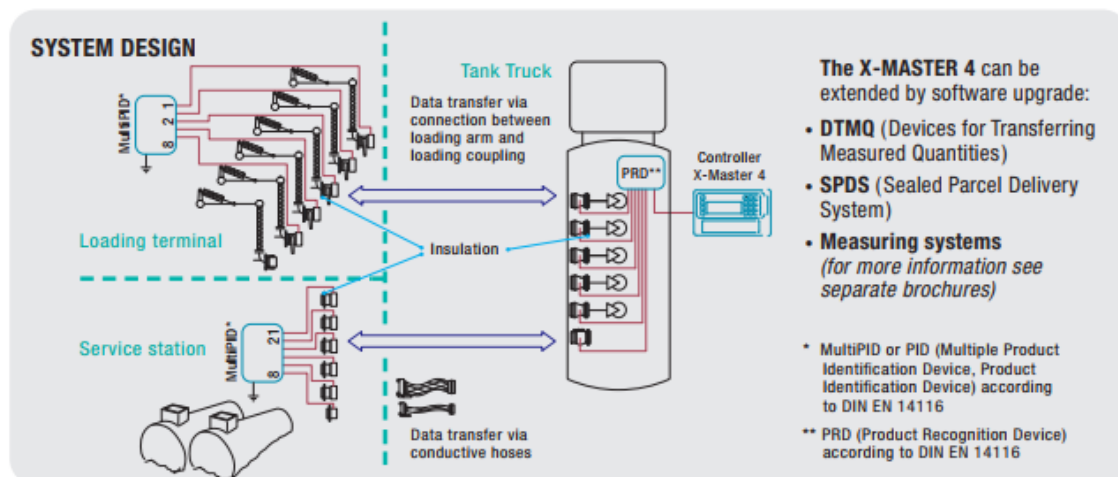 SYSTEM DESIGN
MultiPID*
1
2
8
Loading terminal
Tank Truck
Data transfer via
connection between
loading arm and
loading coupling
PRD**
Controller
X-Master 4
Insulation
Service station
MultiPID*
21
8
Data transfer via
conductive hoses
The X-MASTER 4 can be
extended by software upgrade:
• DTMQ (Devices for Transferring
Measured Quantities)
• SPDS (Sealed Parcel Delivery
System)
• Measuring systems
(for more information see
separate brochures)
* MultiPID or PID (Multiple Product
Identification Device, Product
Identification Device) according
to DIN EN 14116
** PRD (Product Recognition Device)
according to DIN EN 14116